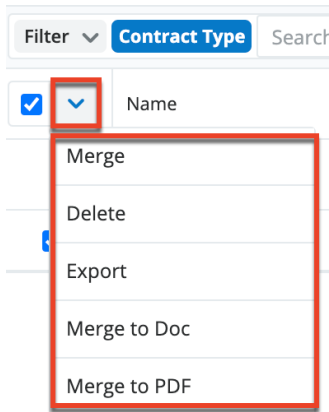 Filter Contract Type Search
Name
Merge
Delete
Export
Merge to Doc
Merge to PDF